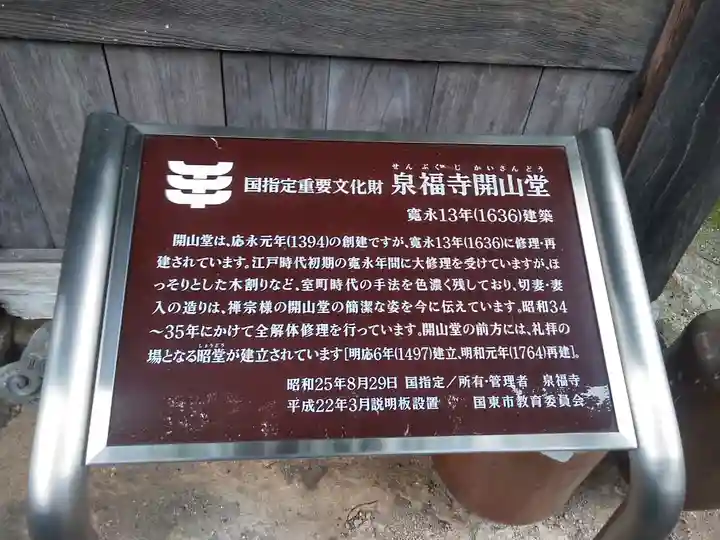 国指定重要文化財 泉福寺開山堂
せんぷくじ かいさんどう
寛永13年(1636)建築
開山堂は、応永元年(1394)の創建ですが、寛永13年(1636)に修理・再
建されています。江戸時代初期の寛永年間に大修理を受けていますが、ほ
っそりとした木割りなど、室町時代の手法を色濃く残しており、切妻・妻
入の造りは、禅宗様の開山堂の簡潔な姿を今に伝えています。昭和34
～35年にかけて全解体修理を行っています。開山堂の前方には、礼拝の
場となる昭堂が建立されています[明応6年(1497)建立、明和元年(1764)再建]。
しょうどう
昭和25年8月29日 国指定／所有・管理者 泉福寺
平成22年3月説明板設置 国東市教育委員会